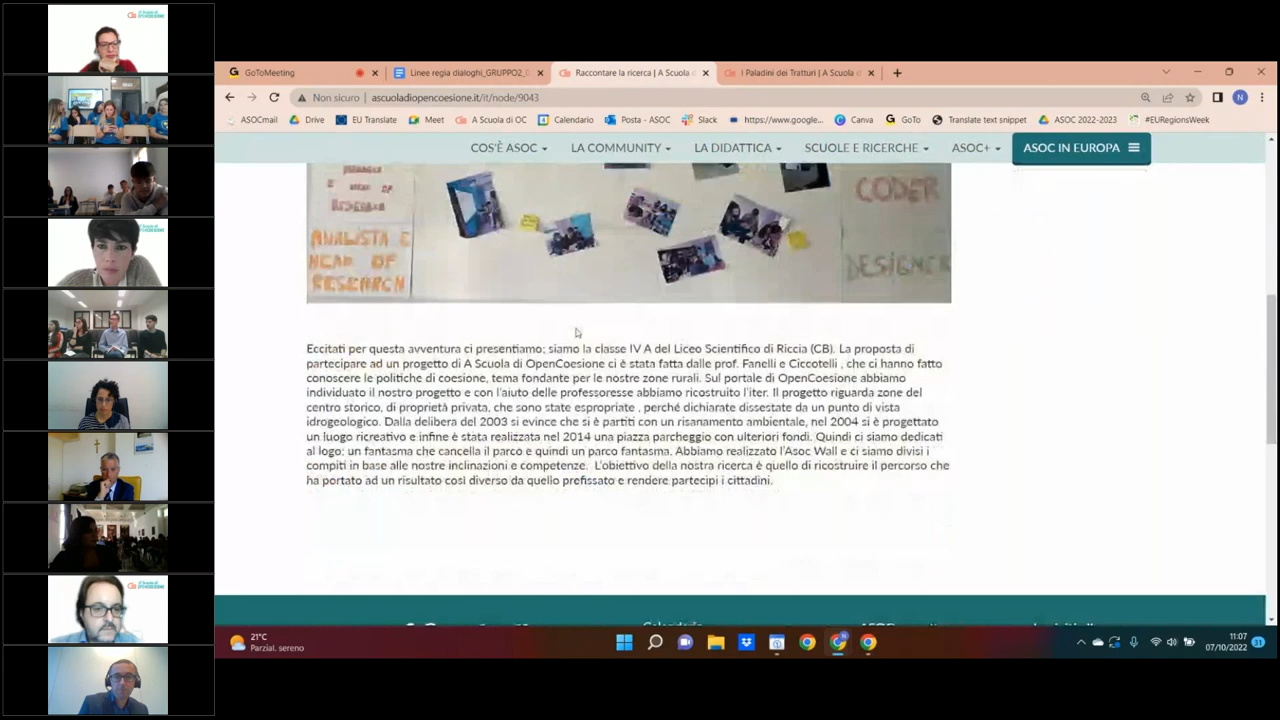 GoToMeeting
Linee regia dialoghi_GRUPPO2_
Raccontare la ricerca | A Scuola d
I Paladini dei Tratturi | A Scuola d
Non sicuro
ascuoladiopencoesione.it/it/node/9043
ASOCmail
Drive
EU Translate
Meet
A Scuola di OC
Calendario
Posta - ASOC
Slack
https://www.google...
Canva
GoTo
Translate text snippet
ASOC 2022-2023
#EURegionsWeek
COS'È ASOC
LA COMMUNITY
LA DIDATTICA
SCUOLE E RICERCHE
ASOC+
ASOC IN EUROPA
HEAD OF
RESEARCH
ANALISTA E
HEAD OF
RESEARCH
CODER
DESIGNER
Eccitati per questa avventura ci presentiamo: siamo la classe IV A del Liceo Scientifico di Riccia (CB). La proposta di
partecipare ad un progetto di A Scuola di OpenCoesione ci è stata fatta dalle prof. Fanelli e Ciccotelli , che ci hanno fatto
conoscere le politiche di coesione, tema fondante per le nostre zone rurali. Sul portale di OpenCoesione abbiamo
individuato il nostro progetto e con l'aiuto delle professoresse abbiamo ricostruito l'iter. Il progetto riguarda zone del
centro storico, di proprietà privata, che sono state espropriate , perché dichiarate dissestate da un punto di vista
idrogeologico. Dalla delibera del 2003 si evince che si è partiti con un risanamento ambientale, nel 2004 si è progettato
un luogo ricreativo e infine è stata realizzata nel 2014 una piazza parcheggio con ulteriori fondi. Quindi ci siamo dedicati
al logo: un fantasma che cancella il parco e quindi un parco fantasma. Abbiamo realizzato l'Asoc Wall e ci siamo divisi i
compiti in base alle nostre inclinazioni e competenze. L'obiettivo della nostra ricerca è quello di ricostruire il percorso che
ha portato ad un risultato così diverso da quello prefissato e rendere partecipi i cittadini.
21°C
Parzial. sereno
11:07
07/10/2022
31